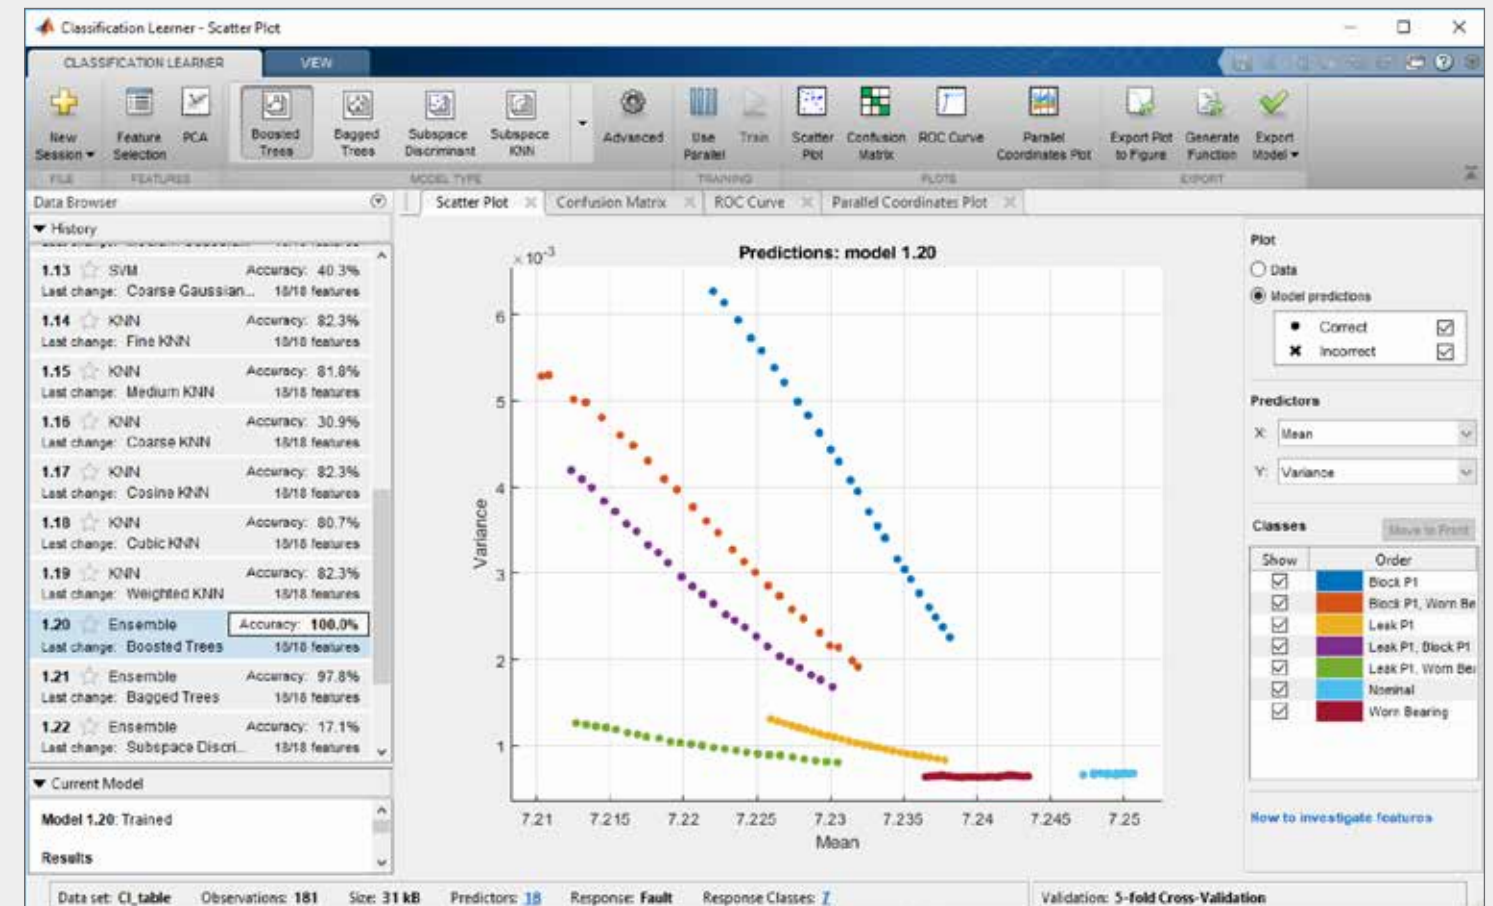 Classification Learner - Scatter Plot
CLASSIFICATION LEARNER VIEW
New Session
Feature Selection
PCA
Boosted Trees
Bagged Trees
Subspace Discriminant
Subspace KNN
Advanced
Use Parallel
Train
Scatter Plot
Confusion Matrix
ROC Curve
Parallel Coordinates Plot
Export Plot to Figure
Generate Function
Export Model
FILE FEATURES MODEL TYPE TRAINING PLOTS EXPORT
Data Browser
Scatter Plot Confusion Matrix ROC Curve Parallel Coordinates Plot
History
1.13 SVM Accuracy: 40.3%
Last change: Coarse Gaussian... 18/18 features
1.14 KNN Accuracy: 82.3%
Last change: Fine KNN 18/18 features
1.15 KNN Accuracy: 81.8%
Last change: Medium KNN 18/18 features
1.16 KNN Accuracy: 30.9%
Last change: Coarse KNN 18/18 features
1.17 KNN Accuracy: 82.3%
Last change: Cosine KNN 18/18 features
1.18 KNN Accuracy: 80.7%
Last change: Cubic KNN 18/18 features
1.19 KNN Accuracy: 82.3%
Last change: Weighted KNN 18/18 features
1.20 Ensemble Accuracy: 100.0%
Last change: Boosted Trees 18/18 features
1.21 Ensemble Accuracy: 97.8%
Last change: Bagged Trees 18/18 features
1.22 Ensemble Accuracy: 17.1%
Last change: Subspace Discri... 18/18 features
Current Model
Model 1.20: Trained
Results
Predictions: model 1.20
×10-3
6
5
4
3
2
1
Variance
7.21 7.215 7.22 7.225 7.23 7.235 7.24 7.245 7.25
Mean
Plot
Data
Model predictions
Correct
Incorrect
Predictors
X: Mean
Y: Variance
Classes Move to Front
Show Order
Block P1
Block P1, Worn Be
Leak P1
Leak P1, Block P1
Leak P1, Worn Bea
Nominal
Worn Bearing
How to investigate features
Data set: CI_table Observations: 181 Size: 31 kB Predictors: 18 Response: Fault Response Classes: 7 Validation: 5-fold Cross-Validation